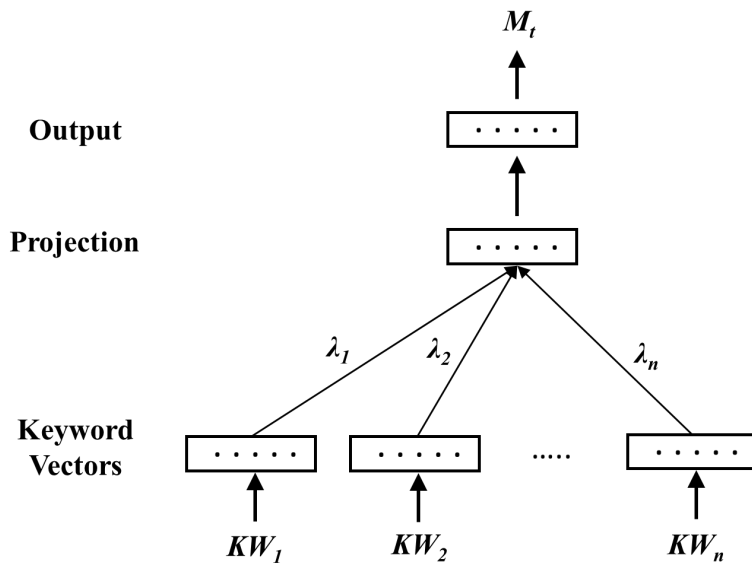 M_t
Output
Projection
λ_1 λ_2 λ_n
Keyword
Vectors
.....
KW_1 KW_2 KW_n